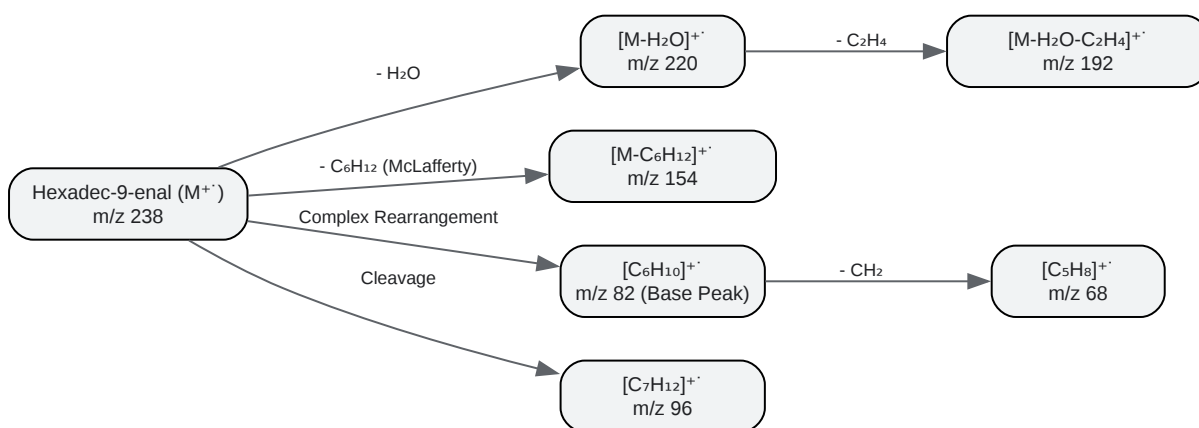 [M-H₂O]⁺˙
m/z 220
- C₂H₄
[M-H₂O-C₂H₄]⁺˙
m/z 192
- H₂O
- C₆H₁₂ (McLafferty)
[M-C₆H₁₂]⁺˙
m/z 154
Hexadec-9-enal (M⁺˙)
m/z 238
Complex Rearrangement
[C₆H₁₀]⁺˙
m/z 82 (Base Peak)
- CH₂
[C₅H₈]⁺˙
m/z 68
Cleavage
[C₇H₁₂]⁺˙
m/z 96